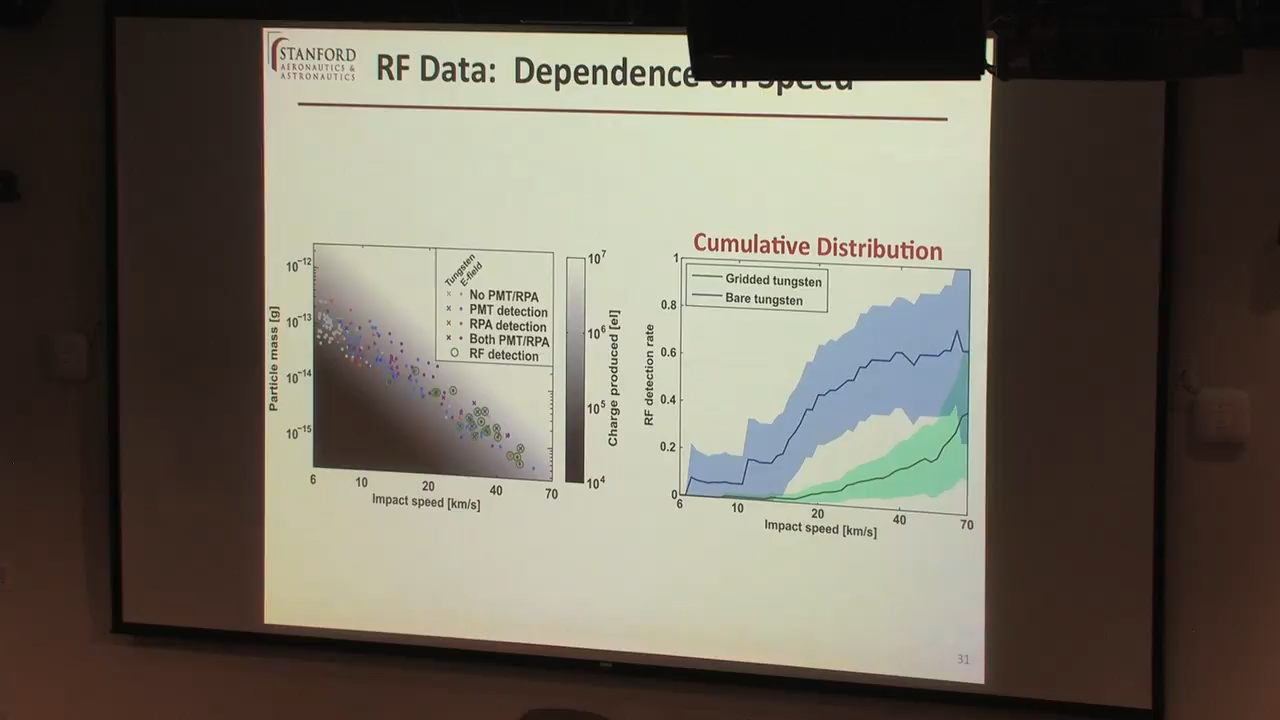 STANFORD
AERONAUTICS &
ASTRONAUTICS
RF Data: Dependence on Speed
Tungsten
E-field
No PMT/RPA
PMT detection
RPA detection
Both PMT/RPA
RF detection
10⁻¹²
10⁻¹³
10⁻¹⁴
10⁻¹⁵
Particle mass [g]
6
10
20
40
70
Impact speed [km/s]
10⁷
10⁶
10⁵
10⁴
Charge produced [el]
Cumulative Distribution
Gridded tungsten
Bare tungsten
1
0.8
0.6
0.4
0.2
0
RF detection rate
6
10
20
40
70
Impact speed [km/s]
31